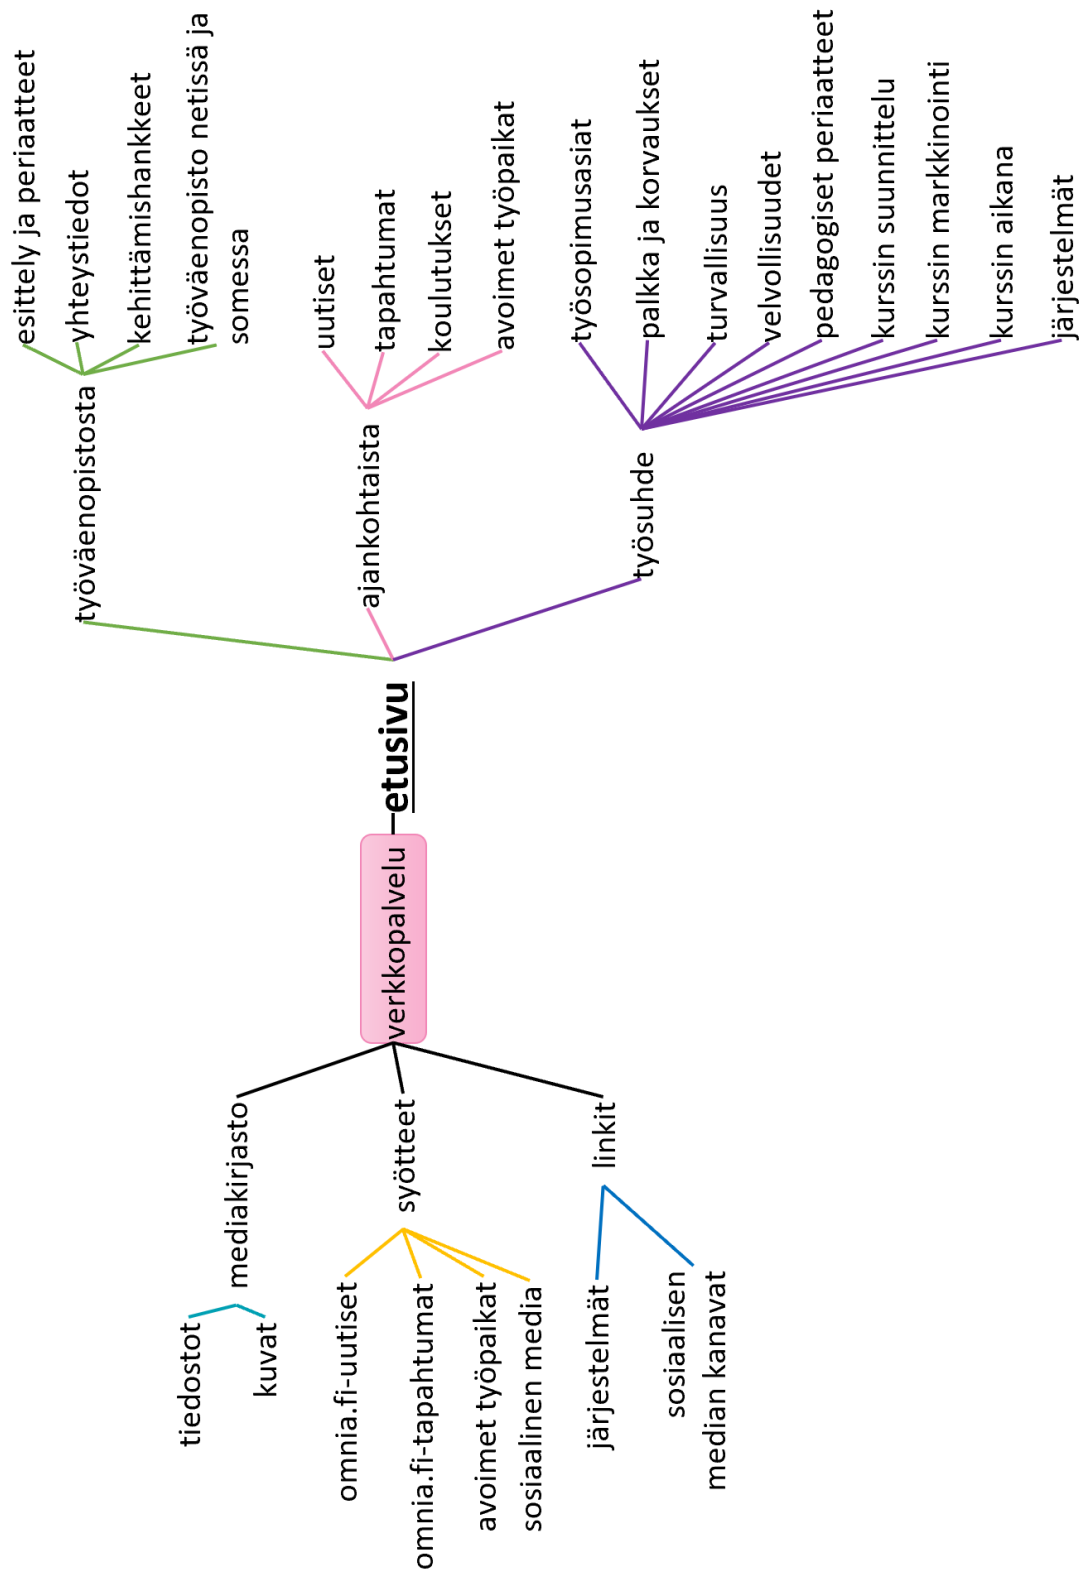 tiedostot
kuvat
mediakirjasto
omnia.fi-uutiset
omnia.fi-tapahtumat
avoimet työpaikat
sosiaalinen media
syötteet
järjestelmät
sosiaalisen
median kanavat
linkit
verkkopalvelu
etusivu
työväenopistosta
esittely ja periaatteet
yhteystiedot
kehittämishankkeet
työväenopisto netissä ja
somessa
ajankohtaista
uutiset
tapahtumat
koulutukset
avoimet työpaikat
työsuhde
työsopimusasiat
palkka ja korvaukset
turvallisuus
velvollisuudet
pedagogiset periaatteet
kurssin suunnittelu
kurssin markkinointi
kurssin aikana
järjestelmät